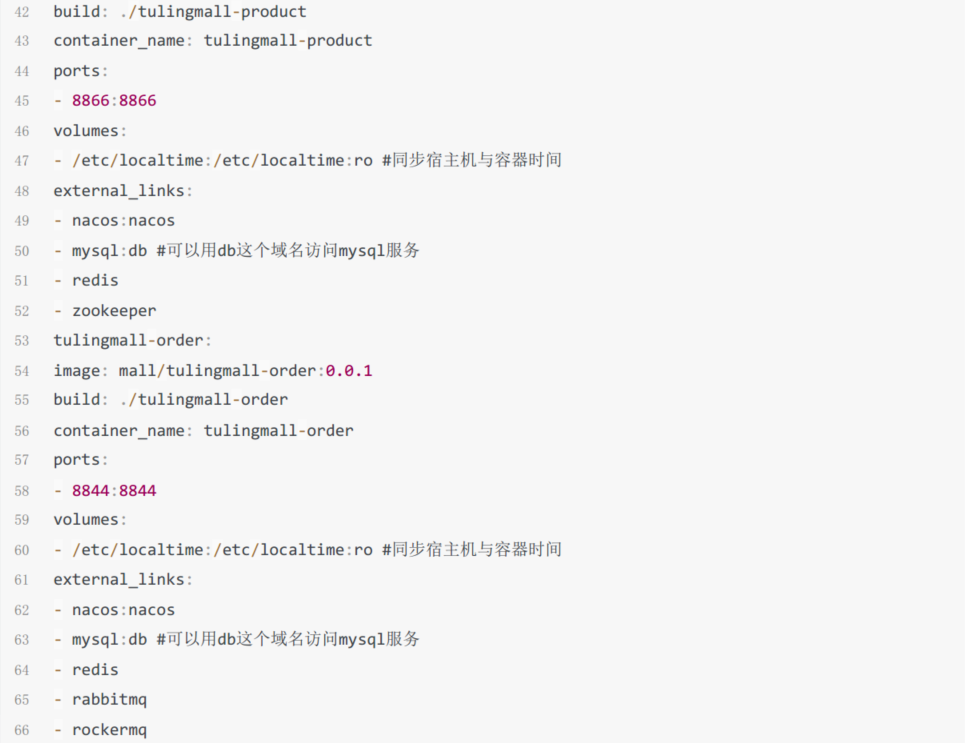 42 build: ./tulingmall-product
43 container_name: tulingmall-product
44 ports:
45 - 8866:8866
46 volumes:
47 - /etc/localtime:/etc/localtime:ro #同步宿主机与容器时间
48 external_links:
49 - nacos:nacos
50 - mysql:db #可以用db这个域名访问mysql服务
51 - redis
52 - zookeeper
53 tulingmall-order:
54 image: mall/tulingmall-order:0.0.1
55 build: ./tulingmall-order
56 container_name: tulingmall-order
57 ports:
58 - 8844:8844
59 volumes:
60 - /etc/localtime:/etc/localtime:ro #同步宿主机与容器时间
61 external_links:
62 - nacos:nacos
63 - mysql:db #可以用db这个域名访问mysql服务
64 - redis
65 - rabbitmq
66 - rockermq